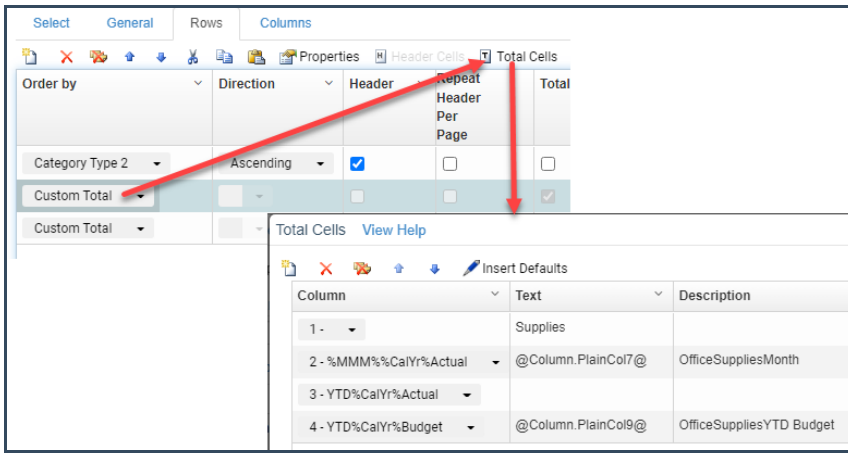 Select General Rows Columns
Properties H Header Cells T Total Cells
Order by Direction Header Repeat Header Per Page Total
Category Type 2 Ascending
Custom Total
Custom Total
Total Cells View Help
Insert Defaults
Column Text Description
1 - Supplies
2 - %MMM%%CalYr%Actual @Column.PlainCol7@ OfficeSuppliesMonth
3 - YTD%CalYr%Actual
4 - YTD%CalYr%Budget @Column.PlainCol9@ OfficeSuppliesYTD Budget